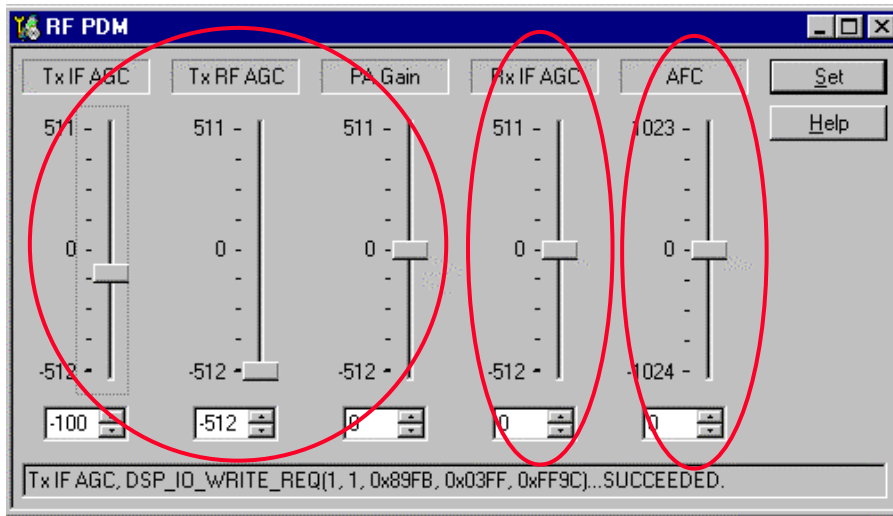 RF PDM
Tx IF AGC Tx RF AGC PA Gain Rx IF AGC AFC Set
511 511 511 511 1023 Help
0 0 0 0 0
-512 -512 -512 -512 -1024
-100 -512 0 0 0
Tx IF AGC, DSP_IO_WRITE_REQ(1, 1, 0x89FB, 0x03FF, 0xFF9C)...SUCCEEDED.